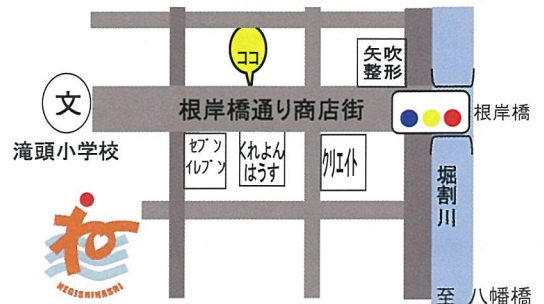 ココ
矢吹
整形
文
根岸橋通り商店街
根岸橋
滝頭小学校
セブン
イレブン
くれよん
はうす
クリエイト
堀割川
NEGISHIBASHI
至 八幡橋